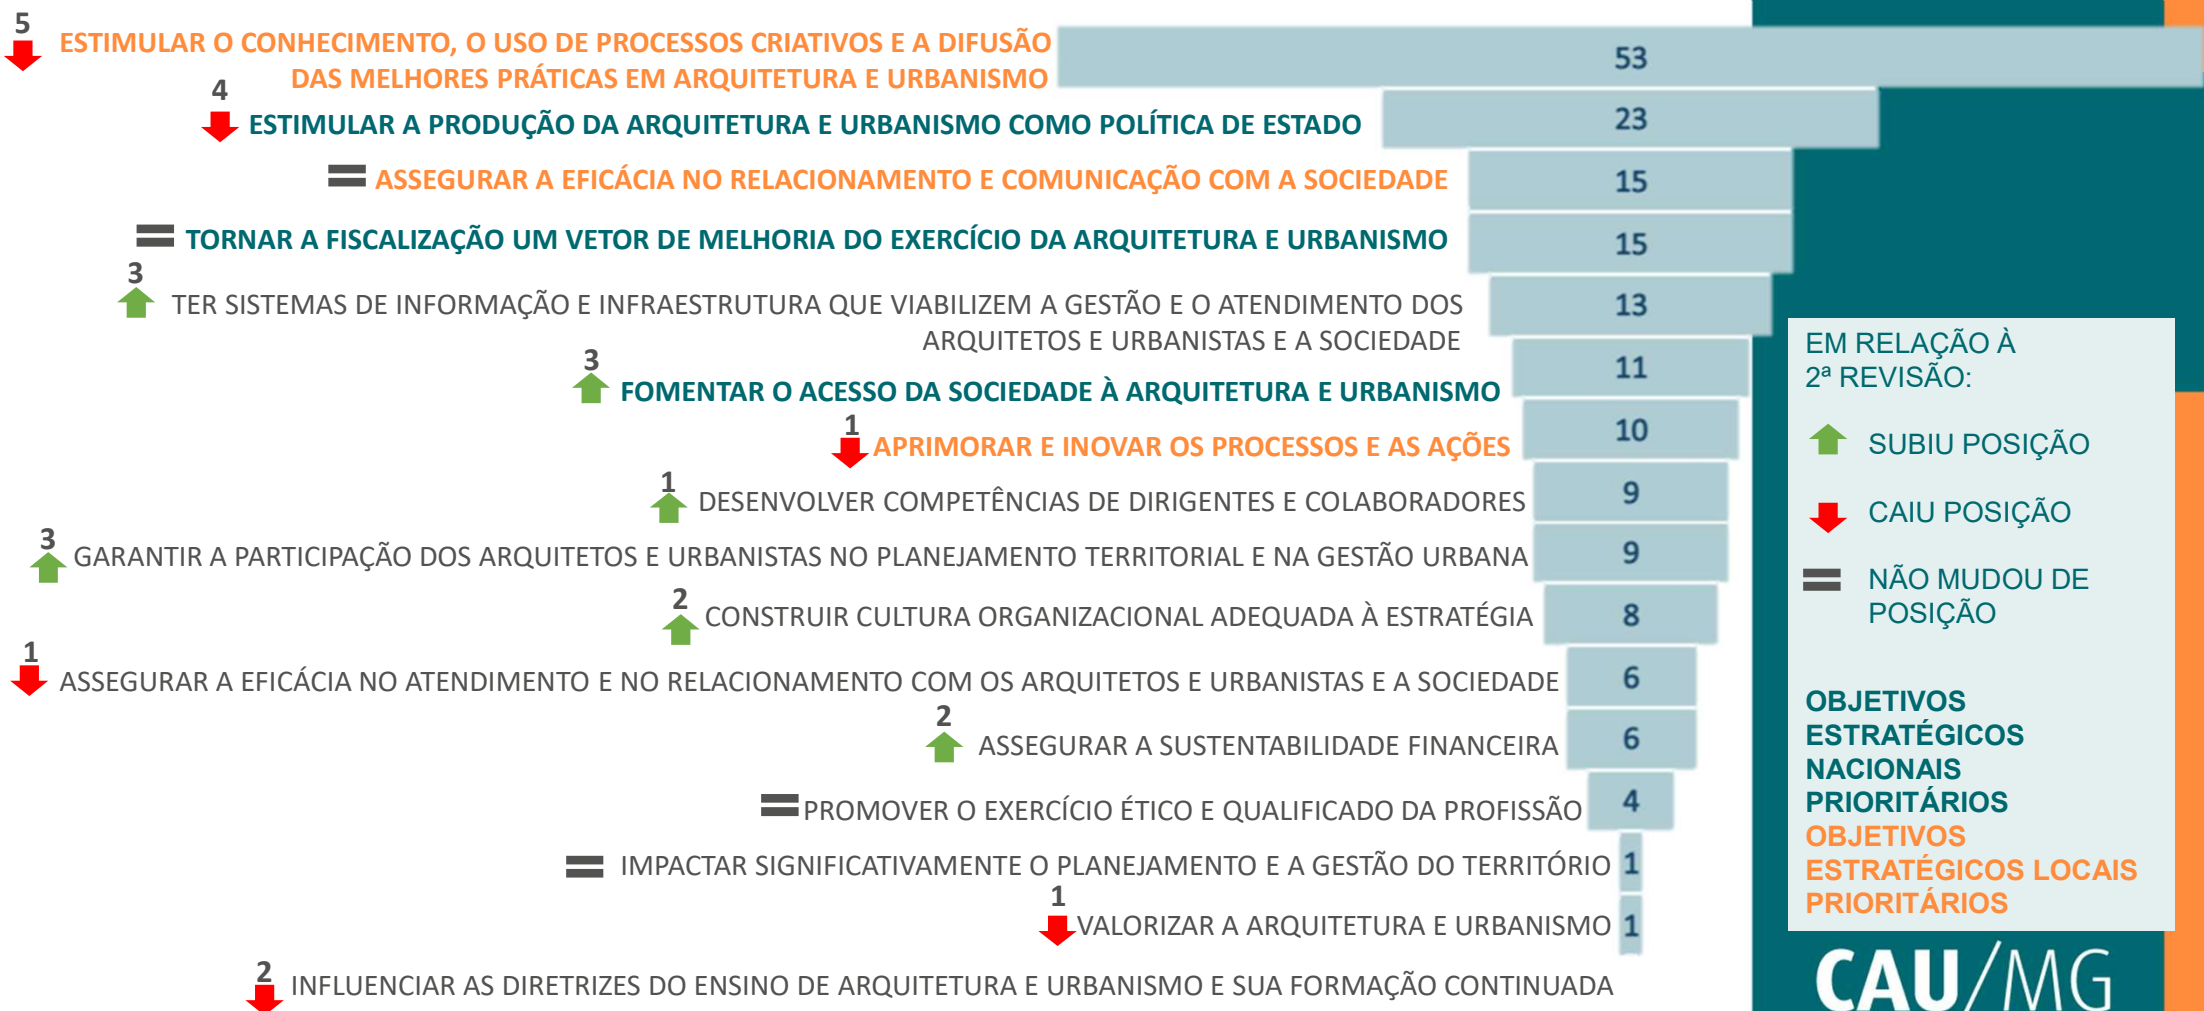 5
ESTIMULAR O CONHECIMENTO, O USO DE PROCESSOS CRIATIVOS E A DIFUSÃO
DAS MELHORES PRÁTICAS EM ARQUITETURA E URBANISMO
53
4
ESTIMULAR A PRODUÇÃO DA ARQUITETURA E URBANISMO COMO POLÍTICA DE ESTADO
23
ASSEGURAR A EFICÁCIA NO RELACIONAMENTO E COMUNICAÇÃO COM A SOCIEDADE
15
TORNAR A FISCALIZAÇÃO UM VETOR DE MELHORIA DO EXERCÍCIO DA ARQUITETURA E URBANISMO
15
3
TER SISTEMAS DE INFORMAÇÃO E INFRAESTRUTURA QUE VIABILIZEM A GESTÃO E O ATENDIMENTO DOS
ARQUITETOS E URBANISTAS E A SOCIEDADE
13
3
FOMENTAR O ACESSO DA SOCIEDADE À ARQUITETURA E URBANISMO
11
1
APRIMORAR E INOVAR OS PROCESSOS E AS AÇÕES
10
1
DESENVOLVER COMPETÊNCIAS DE DIRIGENTES E COLABORADORES
9
3
GARANTIR A PARTICIPAÇÃO DOS ARQUITETOS E URBANISTAS NO PLANEJAMENTO TERRITORIAL E NA GESTÃO URBANA
9
2
CONSTRUIR CULTURA ORGANIZACIONAL ADEQUADA À ESTRATÉGIA
8
1
ASSEGURAR A EFICÁCIA NO ATENDIMENTO E NO RELACIONAMENTO COM OS ARQUITETOS E URBANISTAS E A SOCIEDADE
6
2
ASSEGURAR A SUSTENTABILIDADE FINANCEIRA
6
PROMOVER O EXERCÍCIO ÉTICO E QUALIFICADO DA PROFISSÃO
4
IMPACTAR SIGNIFICATIVAMENTE O PLANEJAMENTO E A GESTÃO DO TERRITÓRIO
1
1
VALORIZAR A ARQUITETURA E URBANISMO
1
2
INFLUENCIAR AS DIRETRIZES DO ENSINO DE ARQUITETURA E URBANISMO E SUA FORMAÇÃO CONTINUADA
EM RELAÇÃO À
2ª REVISÃO:
SUBIU POSIÇÃO
CAIU POSIÇÃO
NÃO MUDOU DE
POSIÇÃO
OBJETIVOS
ESTRATÉGICOS
NACIONAIS
PRIORITÁRIOS
OBJETIVOS
ESTRATÉGICOS LOCAIS
PRIORITÁRIOS
CAU/MG